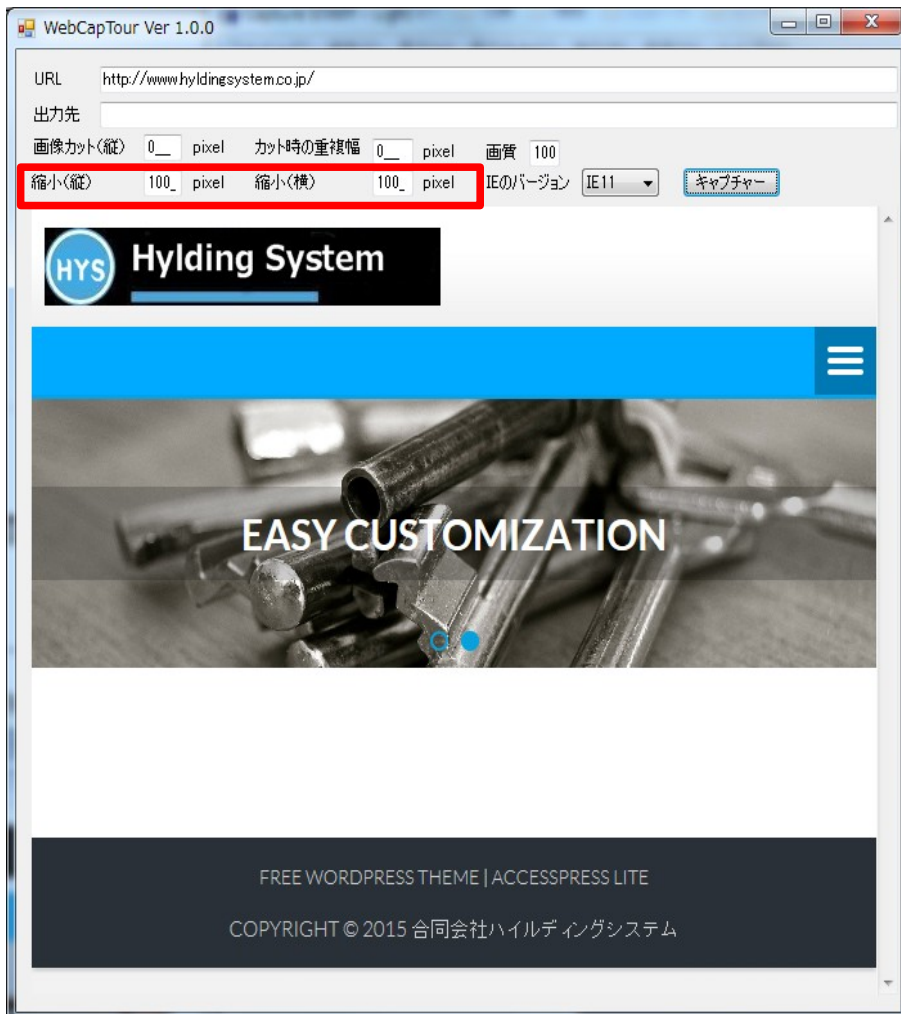 WebCapTour Ver 1.0.0
URL http://www.hyldingsystem.co.jp/
出力先
画像カット(縦) 0__ pixel カット時の重複幅 0__ pixel 画質 100
縮小(縦) 100_ pixel 縮小(横) 100_ pixel IEのバージョン IE11 キャプチャー
HYS Hylding System
EASY CUSTOMIZATION
FREE WORDPRESS THEME | ACCESSPRESS LITE
COPYRIGHT © 2015 合同会社ハイルディングシステム